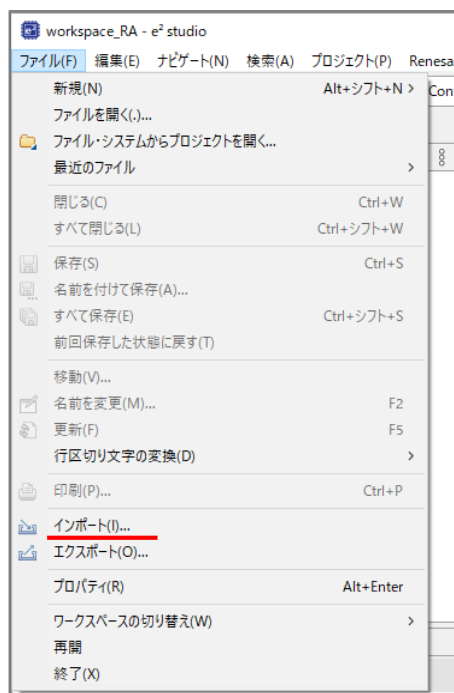 workspace_RA - e² studio
ファイル(F) 編集(E) ナビゲート(N) 検索(A) プロジェクト(P) Renesa
新規(N) Alt+シフト+N >
Con
ファイルを開く(.)...
ファイル・システムからプロジェクトを開く...
最近のファイル >
閉じる(C) Ctrl+W
すべて閉じる(L) Ctrl+シフト+W
保存(S) Ctrl+S
名前を付けて保存(A)...
すべて保存(E) Ctrl+シフト+S
前回保存した状態に戻す(T)
移動(V)...
名前を変更(M)... F2
更新(F) F5
行区切り文字の変換(D) >
印刷(P)... Ctrl+P
インポート(I)...
エクスポート(O)...
プロパティ(R) Alt+Enter
ワークスペースの切り替え(W) >
再開
終了(X)